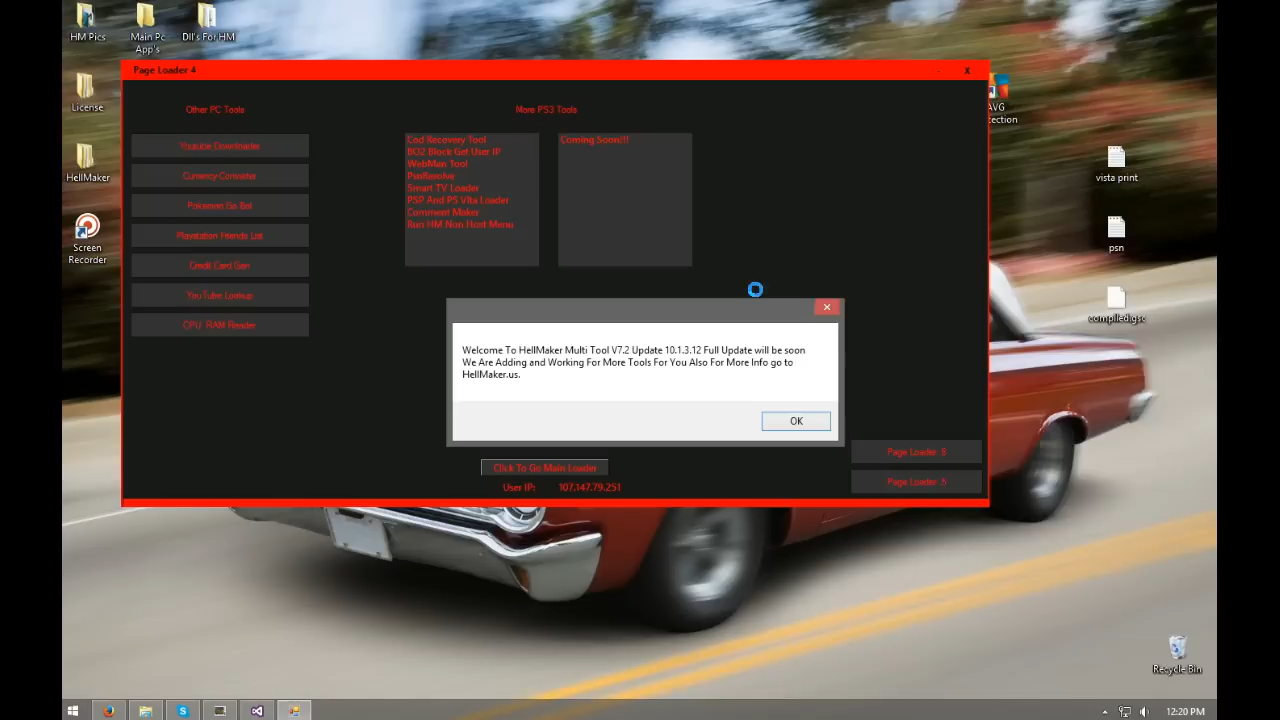 HM Pics
Main Pc
App's
Dll's For HM
License
HellMaker
Screen
Recorder
Page Loader 4
-
X
Other PC Tools
Youtube Downloader
Currency Converter
Pokemon Go Bot
Playstation Friends List
Credit Card Gen
YouTube Lookup
CPU RAM Reader
More PS3 Tools
Cod Recovery Tool
BO2 Block Get User IP
WebMan Tool
PsnResolve
Smart TV Loader
PSP And PS Vita Loader
Comment Maker
Run HM Non Host Menu
Coming Soon!!!
Welcome To HellMaker Multi Tool V7.2 Update 10.1.3.12 Full Update will be soon
We Are Adding and Working For More Tools For You Also For More Info go to
HellMaker.us.
OK
Click To Go Main Loader
User IP: 107.147.79.251
Page Loader .5
AVG
tection
vista print
psn
compiledgsc
Recycle Bin
12:20 PM